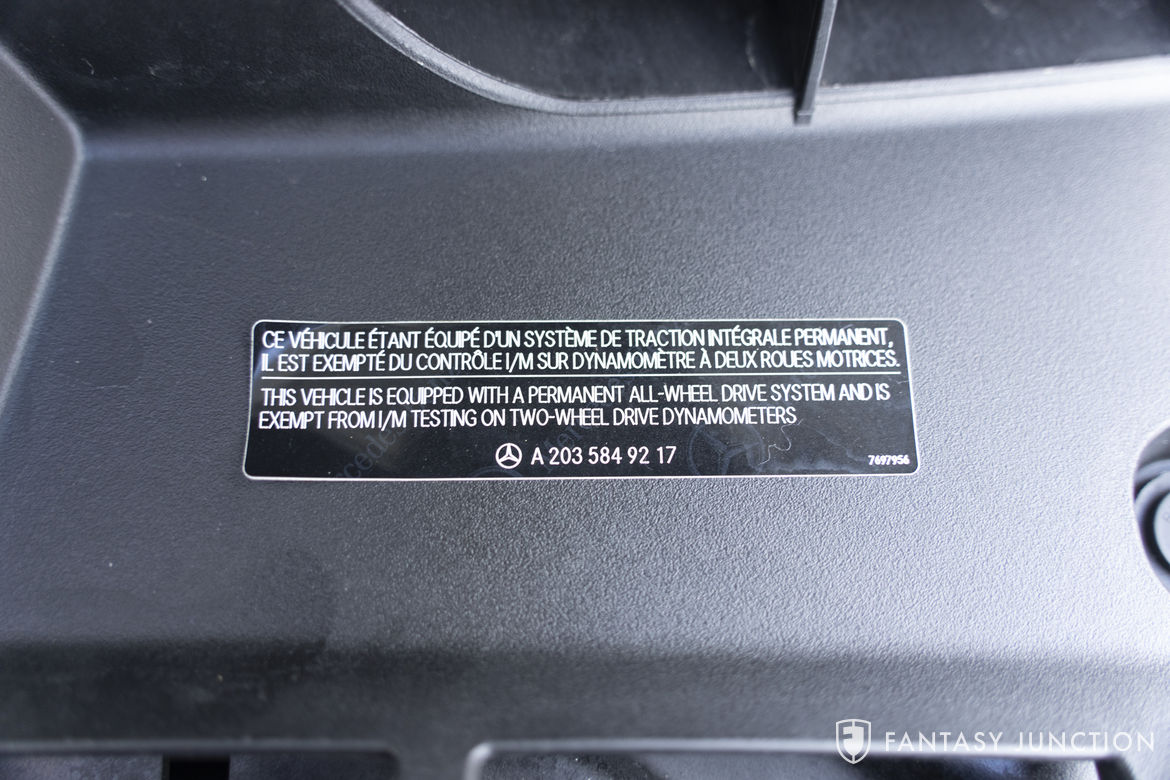 CE VÉHICULE ÉTANT ÉQUIPÉ D'UN SYSTÈME DE TRACTION INTÉGRALE PERMANENT,
IL EST EXEMPTÉ DU CONTRÔLE I/M SUR DYNAMOMÈTRE À DEUX ROUES MOTRICES.
THIS VEHICLE IS EQUIPPED WITH A PERMANENT ALL-WHEEL DRIVE SYSTEM AND IS
EXEMPT FROM I/M TESTING ON TWO-WHEEL DRIVE DYNAMOMETERS
A 203 584 92 17
7697956
FANTASY JUNCTION